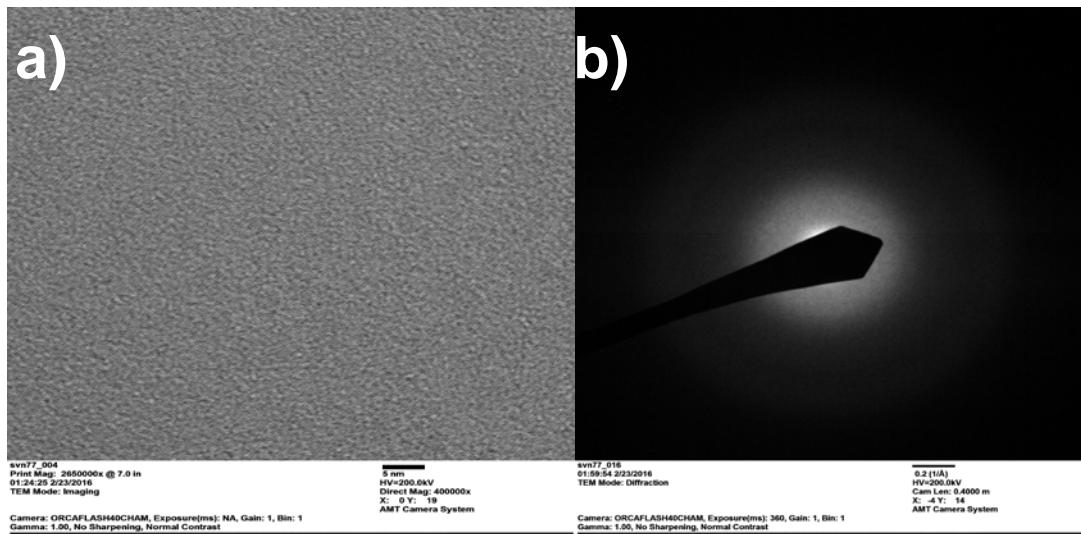 a)
b)
svn77_004
Print Mag: 2650000x @ 7.0 in
01:24:25 2/23/2016
TEM Mode: Imaging
5 nm
HV=200.0kV
Direct Mag: 400000x
X: 0 Y: 19
AMT Camera System
Camera: ORCAFLASH40CHAM, Exposure(ms): NA, Gain: 1, Bin: 1
Gamma: 1.00, No Sharpening, Normal Contrast
svn77_016
01:59:54 2/23/2016
TEM Mode: Diffraction
0.2 (1/Å)
HV=200.0kV
Cam Len: 0.4000 m
X: -4 Y: 14
AMT Camera System
Camera: ORCAFLASH40CHAM, Exposure(ms): 360, Gain: 1, Bin: 1
Gamma: 1.00, No Sharpening, Normal Contrast